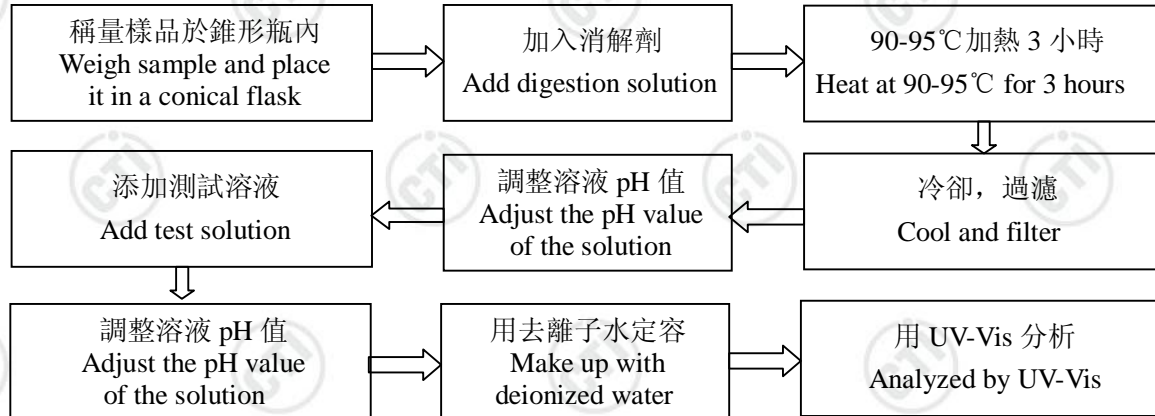 稱量樣品於錐形瓶內
Weigh sample and place
it in a conical flask
加入消解劑
Add digestion solution
90-95℃加熱 3 小時
Heat at 90-95℃ for 3 hours
冷卻，過濾
Cool and filter
調整溶液 pH 值
Adjust the pH value
of the solution
添加測試溶液
Add test solution
調整溶液 pH 值
Adjust the pH value
of the solution
用去離子水定容
Make up with
deionized water
用 UV-Vis 分析
Analyzed by UV-Vis